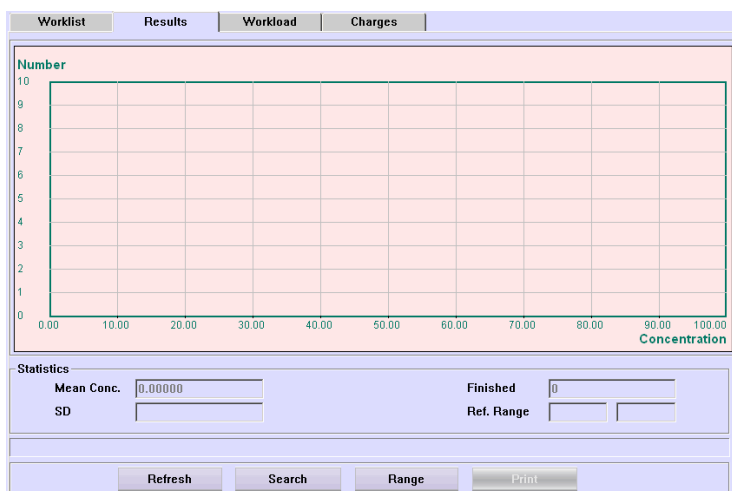 Worklist Results Workload Charges
Number
10
9
8
7
6
5
4
3
2
1
0
0.00 10.00 20.00 30.00 40.00 50.00 60.00 70.00 80.00 90.00 100.00
Concentration
Statistics
Mean Conc. 0.00000 Finished 0
SD Ref. Range
Refresh Search Range Print